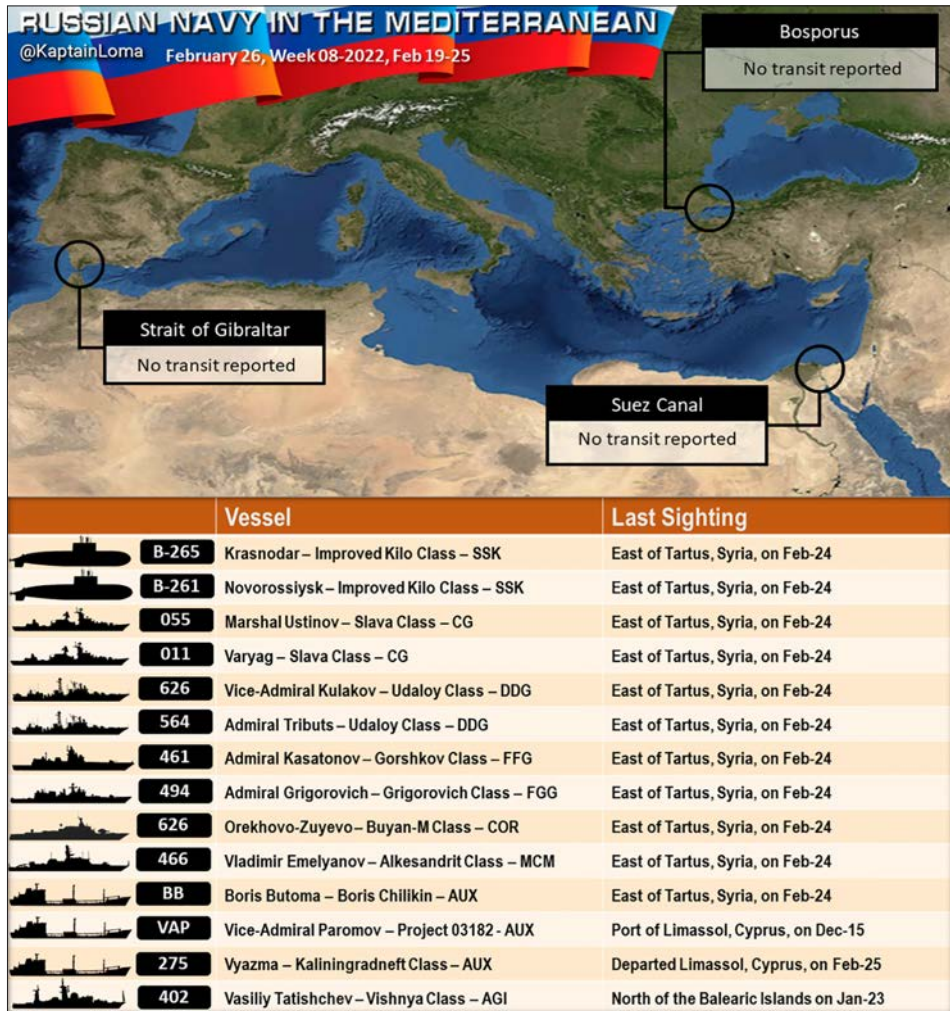 RUSSIAN NAVY IN THE MEDITERRANEAN
@KaptainLoma
February 26, Week 08-2022, Feb 19-25
Bosporus
No transit reported
Strait of Gibraltar
No transit reported
Suez Canal
No transit reported
Vessel Last Sighting
B-265 Krasnodar – Improved Kilo Class – SSK East of Tartus, Syria, on Feb-24
B-261 Novorossiysk – Improved Kilo Class – SSK East of Tartus, Syria, on Feb-24
055 Marshal Ustinov – Slava Class – CG East of Tartus, Syria, on Feb-24
011 Varyag – Slava Class – CG East of Tartus, Syria, on Feb-24
626 Vice-Admiral Kulakov – Udaloy Class – DDG East of Tartus, Syria, on Feb-24
564 Admiral Tributs – Udaloy Class – DDG East of Tartus, Syria, on Feb-24
461 Admiral Kasatonov – Gorshkov Class – FFG East of Tartus, Syria, on Feb-24
494 Admiral Grigorovich – Grigorovich Class – FGG East of Tartus, Syria, on Feb-24
626 Orekhovo-Zuyevo – Buyan-M Class – COR East of Tartus, Syria, on Feb-24
466 Vladimir Emelyanov – Alkesandrit Class – MCM East of Tartus, Syria, on Feb-24
BB Boris Butoma – Boris Chilikin – AUX East of Tartus, Syria, on Feb-24
VAP Vice-Admiral Paromov – Project 03182 - AUX Port of Limassol, Cyprus, on Dec-15
275 Vyazma – Kaliningradneft Class – AUX Departed Limassol, Cyprus, on Feb-25
402 Vasiliy Tatishchev – Vishnya Class – AGI North of the Balearic Islands on Jan-23